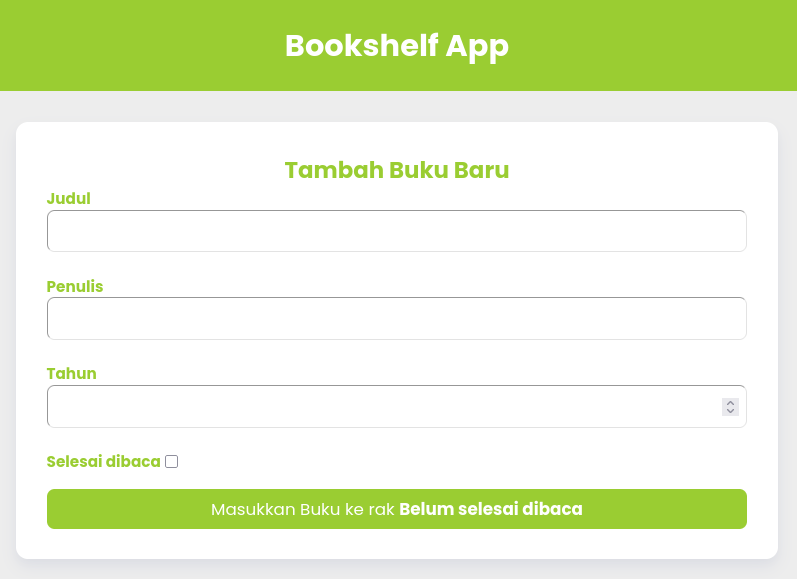 Bookshelf App
Tambah Buku Baru
Judul
Penulis
Tahun
Selesai dibaca
Masukkan Buku ke rak Belum selesai dibaca